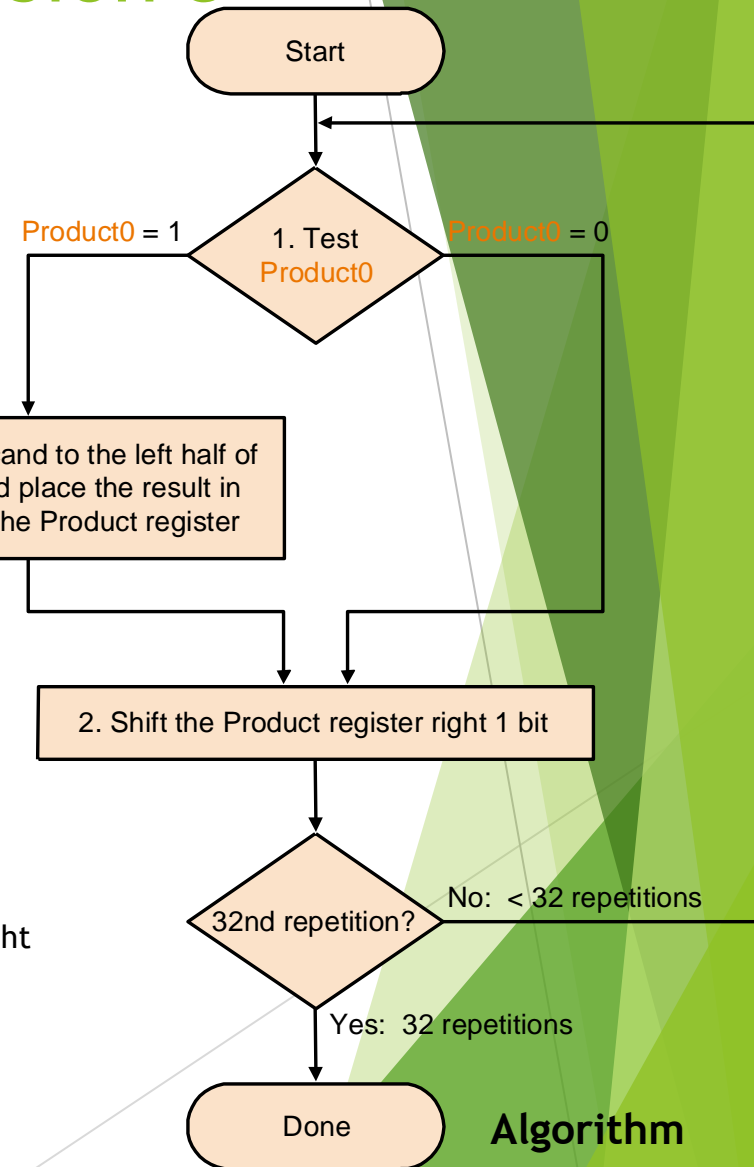 Start
Product0 = 1
1. Test
Product0
Product0 = 0
and to the left half of
place the result in
he Product register
2. Shift the Product register right 1 bit
32nd repetition?
No: < 32 repetitions
ht
Yes: 32 repetitions
Done
Algorithm